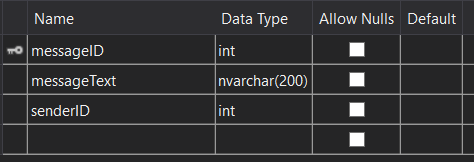 Name Data Type Allow Nulls Default
messageID int
messageText nvarchar(200)
senderID int